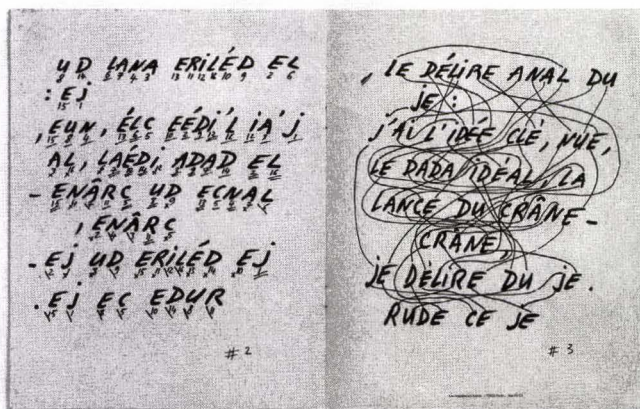 UD LANA ERILÉD EL
: EJ
, EUN, ÉLC EÉDI'L IA'J
AL, LAÉDI ADAD EL
- ENÂRC UD ECNAL
, ENÂRC
- EJ UD ERILÉD EJ
. EJ EC EDUR
# 2
, LE DÉLIRE ANAL DU
JE :
J'AI L'IDÉE CLÉ, NUE,
LE DADA IDÉAL, LA
LANCE DU CRÂNE -
CRÂNE,
JE DÉLIRE DU JE .
RUDE CE JE
# 3